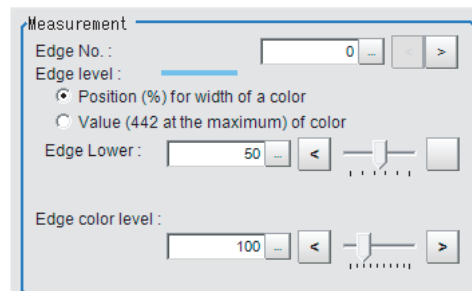 Measurement
Edge No. : 0 ... < >
Edge level :
Position (%) for width of a color
Value (442 at the maximum) of color
Edge Lower : 50 ... <
Edge color level :
100 ... < >